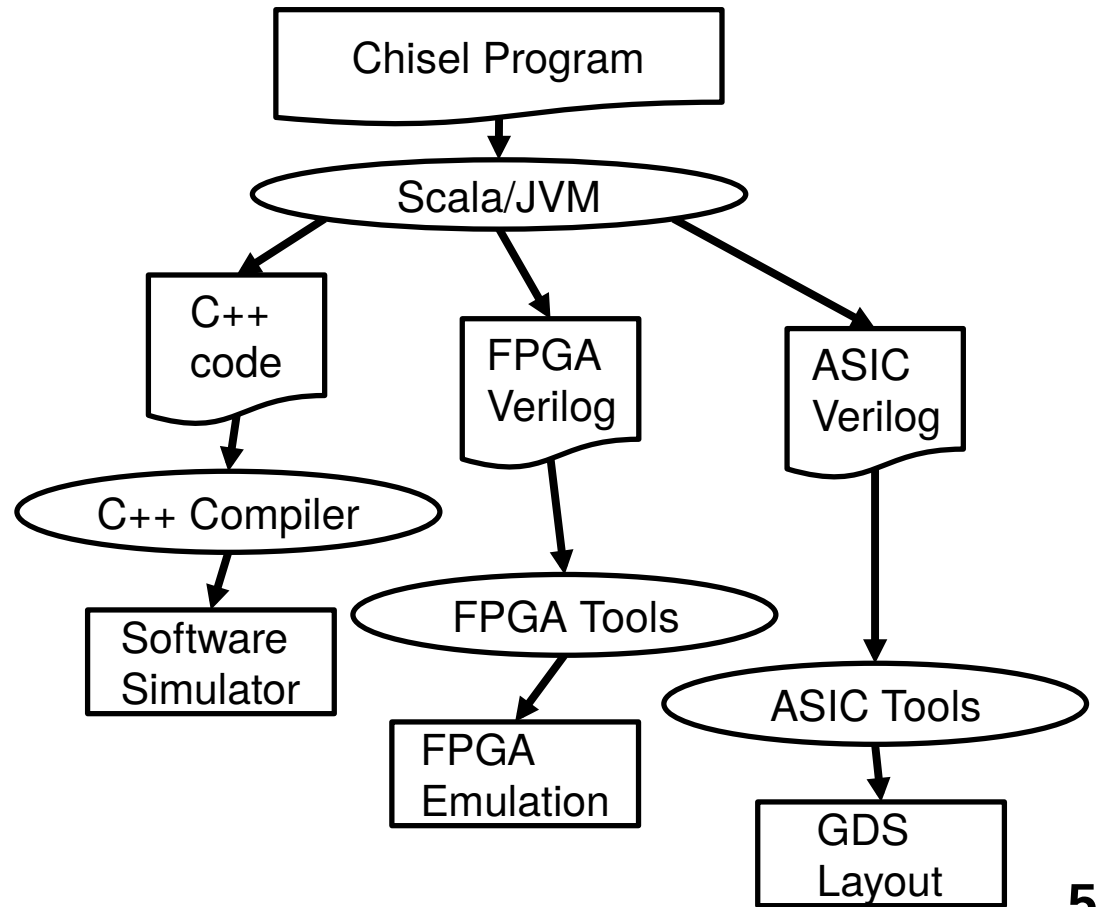 Chisel Program
Scala/JVM
C++
code
FPGA
Verilog
ASIC
Verilog
C++ Compiler
FPGA Tools
Software
Simulator
ASIC Tools
FPGA
Emulation
GDS
Layout
5